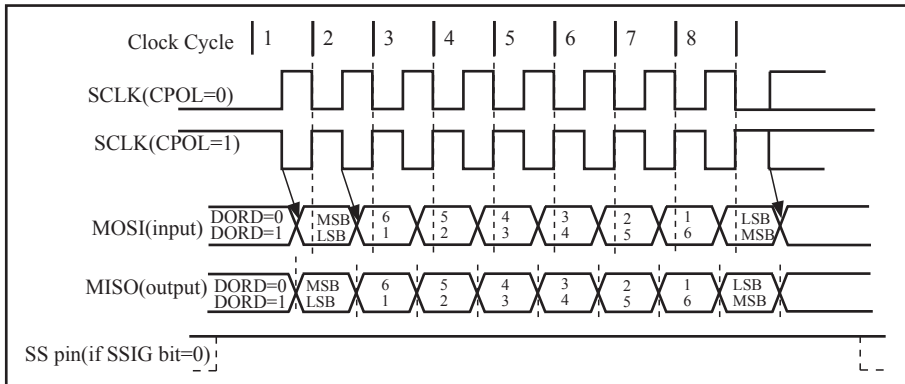 Clock Cycle 1 2 3 4 5 6 7 8
SCLK(CPOL=0)
SCLK(CPOL=1)
MOSI(input) DORD=0 MSB 6 5 4 3 2 1 LSB
DORD=1 LSB 1 2 3 4 5 6 MSB
MISO(output) DORD=0 MSB 6 5 4 3 2 1 LSB
DORD=1 LSB 1 2 3 4 5 6 MSB
SS pin(if SSIG bit=0)